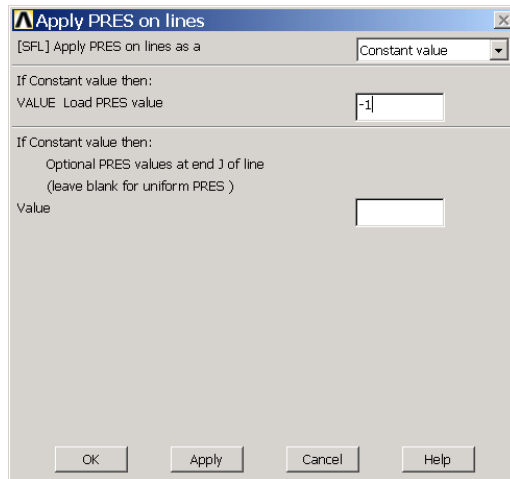 Apply PRES on lines
[SFL] Apply PRES on lines as a Constant value
If Constant value then:
VALUE Load PRES value -1
If Constant value then:
Optional PRES values at end J of line
(leave blank for uniform PRES )
Value
OK Apply Cancel Help